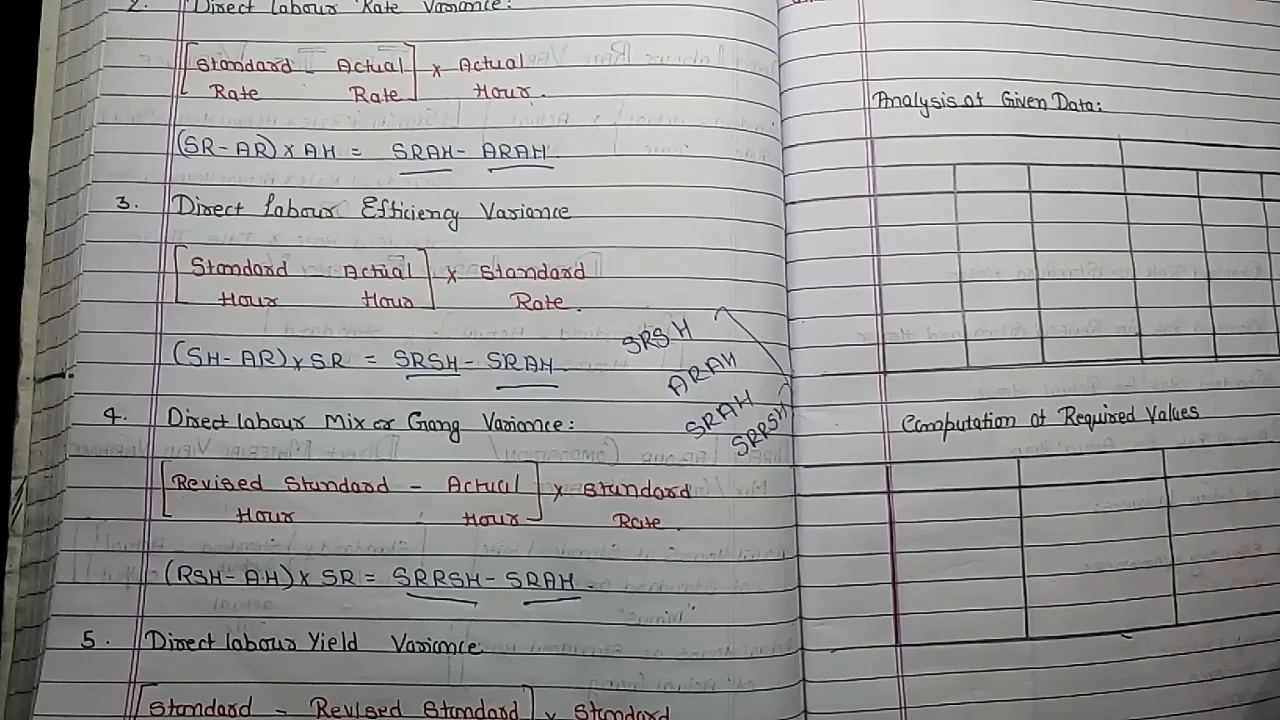 2. Direct labour Rate Variance:
[Standard - Actual] × Actual
Rate Rate Hour.
(SR-AR) × AH = SRAH- ARAH
3. Direct labour Efficiency Variance
[Standard - Actual] × Standard
Hour Hour Rate.
(SH-AR) × SR = SRSH- SRAH
SRSH
ARAH
SRAH
SRRSH
4. Direct labour Mix or Gang Variance:
[Revised Standard - Actual] × Standard
Hour Hour Rate.
(RSH-AH) × SR = SRRSH- SRAH
5. Direct labour Yield Variance
[Standard - Revised Standard] × Standard
Analysis of Given Data:
Computation of Required Values